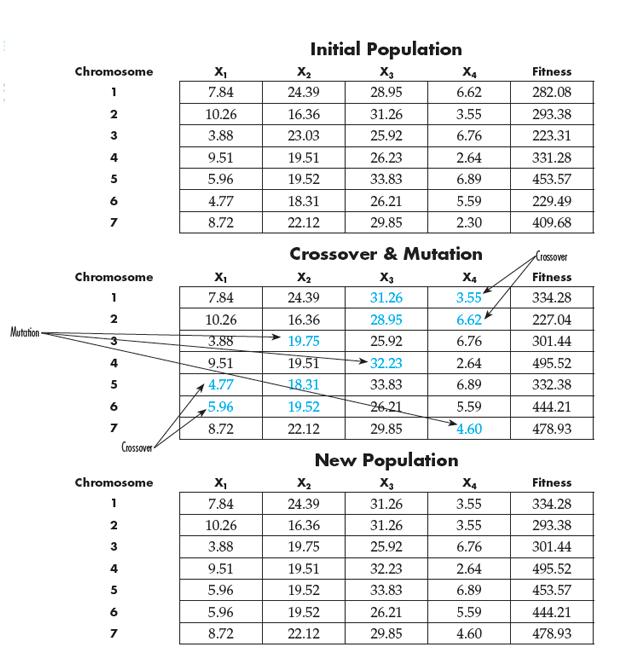 Initial Population
Chromosome X₁ X₂ X₃ X₄ Fitness
1 7.84 24.39 28.95 6.62 282.08
2 10.26 16.36 31.26 3.55 293.38
3 3.88 23.03 25.92 6.76 223.31
4 9.51 19.51 26.23 2.64 331.28
5 5.96 19.52 33.83 6.89 453.57
6 4.77 18.31 26.21 5.59 229.49
7 8.72 22.12 29.85 2.30 409.68
Crossover & Mutation
Crossover
Chromosome X₁ X₂ X₃ X₄ Fitness
1 7.84 24.39 31.26 3.55 334.28
2 10.26 16.36 28.95 6.62 227.04
Mutation
3 3.88 19.75 25.92 6.76 301.44
4 9.51 19.51 32.23 2.64 495.52
5 4.77 18.31 33.83 6.89 332.38
6 5.96 19.52 26.21 5.59 444.21
7 8.72 22.12 29.85 4.60 478.93
Crossover
New Population
Chromosome X₁ X₂ X₃ X₄ Fitness
1 7.84 24.39 31.26 3.55 334.28
2 10.26 16.36 31.26 3.55 293.38
3 3.88 19.75 25.92 6.76 301.44
4 9.51 19.51 32.23 2.64 495.52
5 5.96 19.52 33.83 6.89 453.57
6 5.96 19.52 26.21 5.59 444.21
7 8.72 22.12 29.85 4.60 478.93